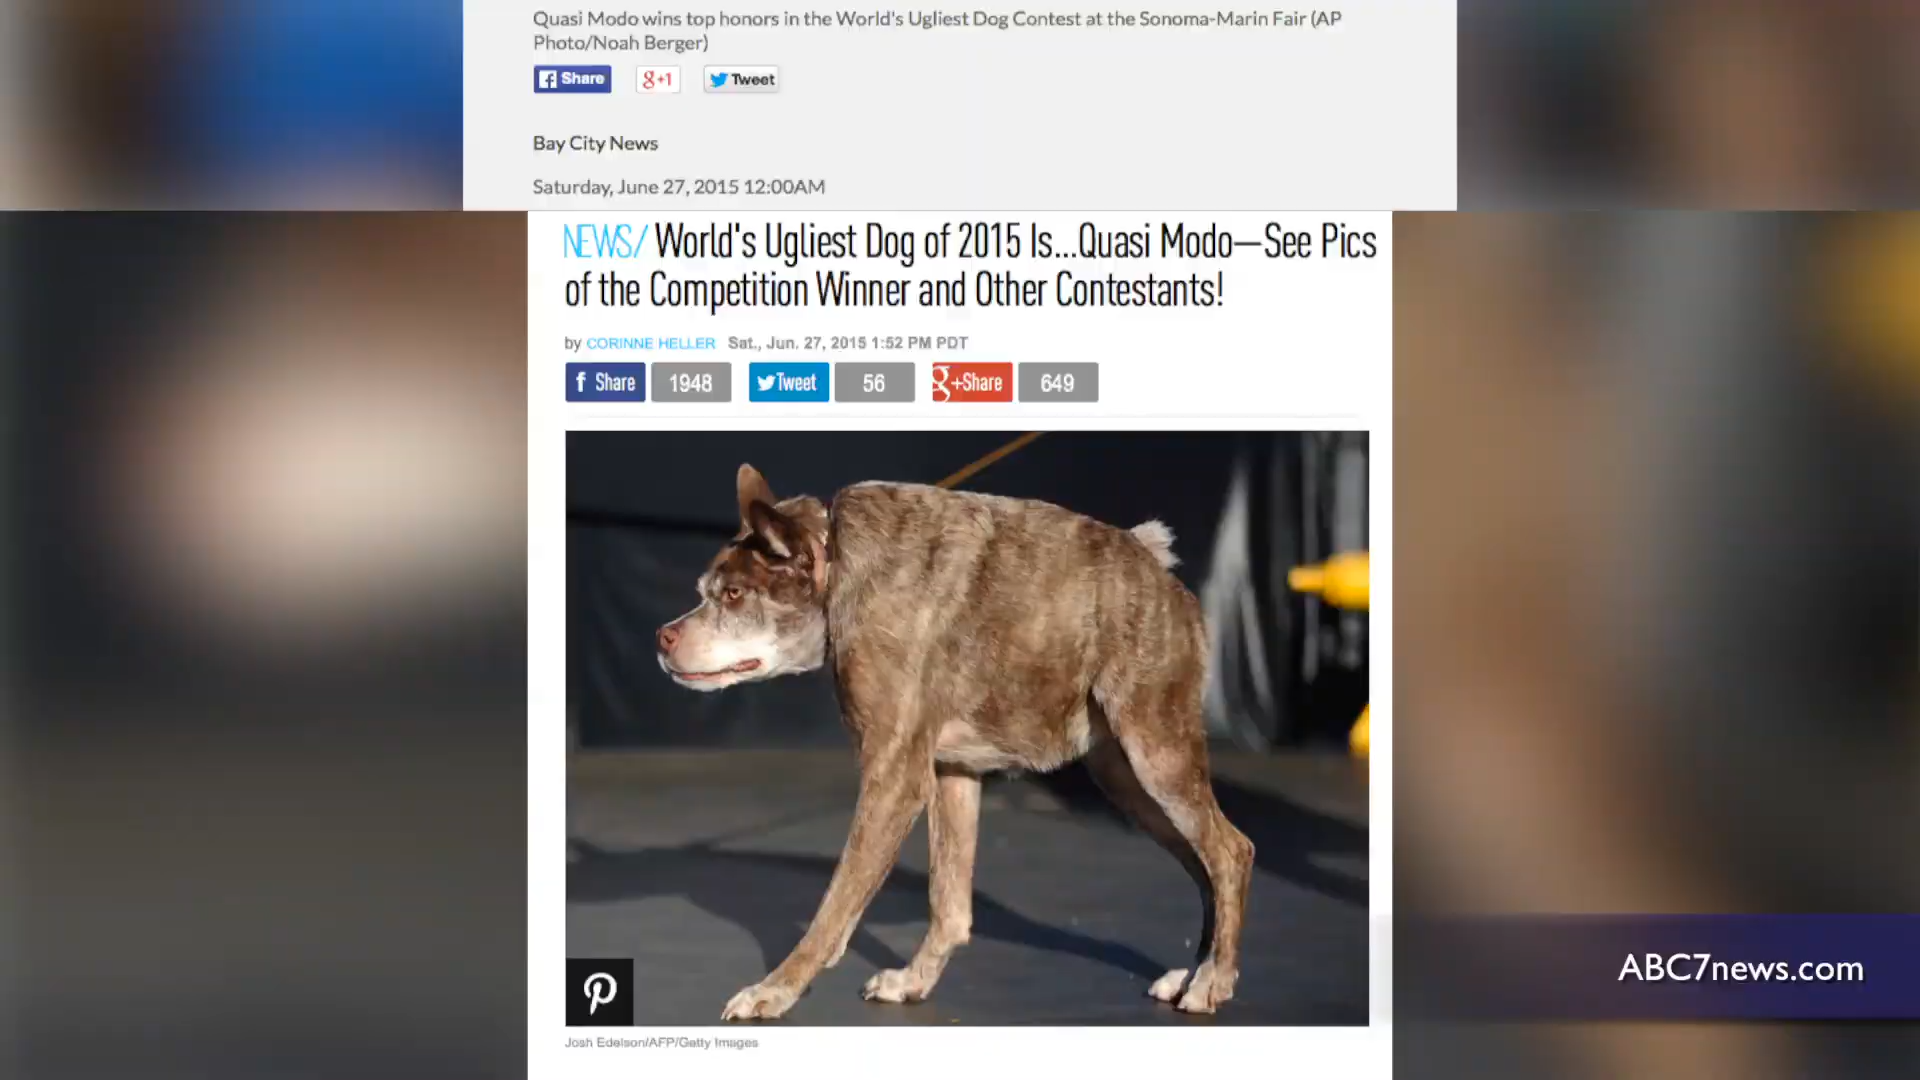 Quasi Modo wins top honors in the World's Ugliest Dog Contest at the Sonoma-Marin Fair (AP
Photo/Noah Berger)
Share
g+1
Tweet
Bay City News
Saturday, June 27, 2015 12:00AM
NEWS/ World's Ugliest Dog of 2015 Is...Quasi Modo—See Pics
of the Competition Winner and Other Contestants!
by CORINNE HELLER Sat., Jun. 27, 2015 1:52 PM PDT
f Share 1948 Tweet 56 g+Share 649
ABC7news.com
Josh Edelson/AFP/Getty Images